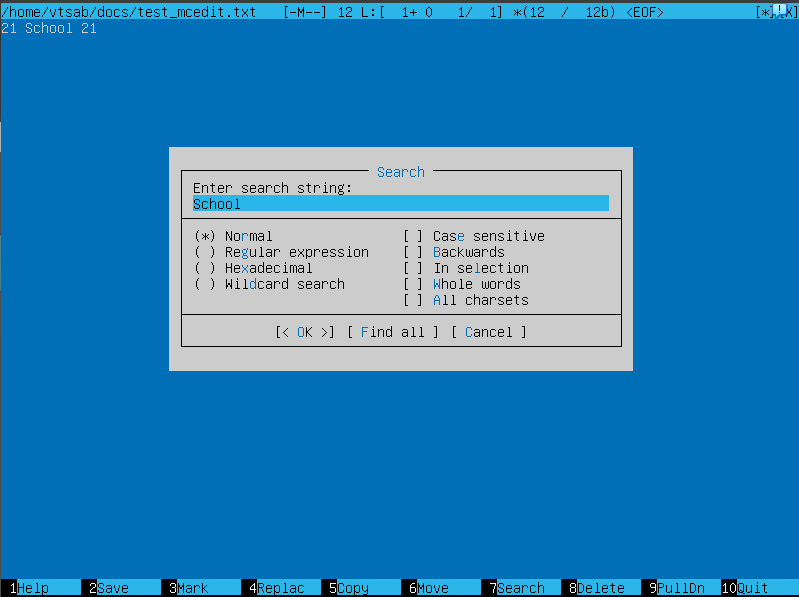 /home/vtsab/docs/test_mcedit.txt [-M--] 12 L:[ 1+ 0 1/ 1] *(12 / 12b) <EOF> [*][X]
21 School 21
Search
Enter search string:
School
(*) Normal [ ] Case sensitive
( ) Regular expression [ ] Backwards
( ) Hexadecimal [ ] In selection
( ) Wildcard search [ ] Whole words
[ ] All charsets
[< OK >] [ Find all ] [ Cancel ]
1Help 2Save 3Mark 4Replac 5Copy 6Move 7Search 8Delete 9PullDn 10Quit